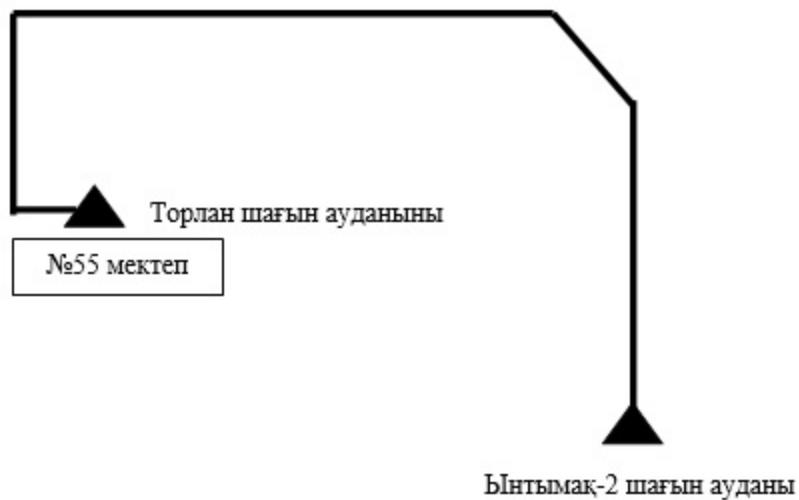 Торлан шағын ауданыны
№55 мектеп
Ынтымақ-2 шағын ауданы